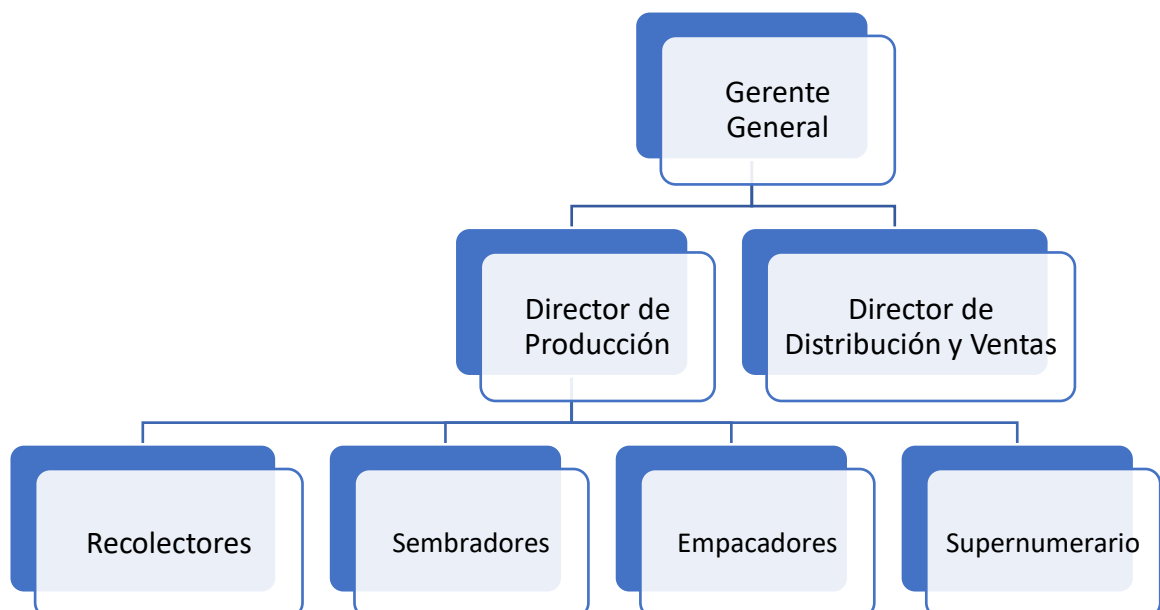 Gerente
General
Director de
Producción
Director de
Distribución y Ventas
Recolectores
Sembradores
Empacadores
Supernumerario